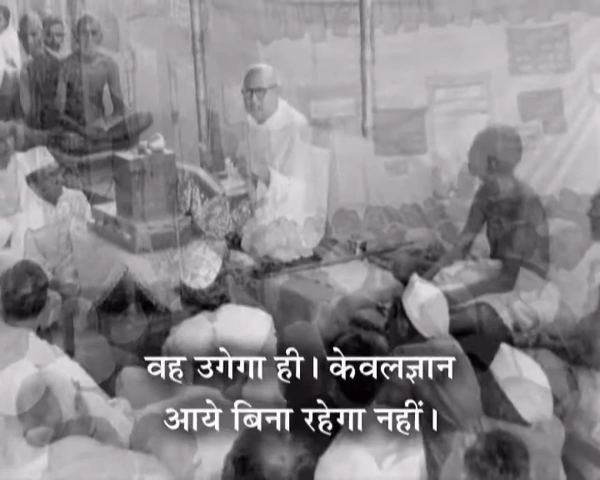 वह उगेगा ही। केवलज्ञान
आये बिना रहेगा नहीं।